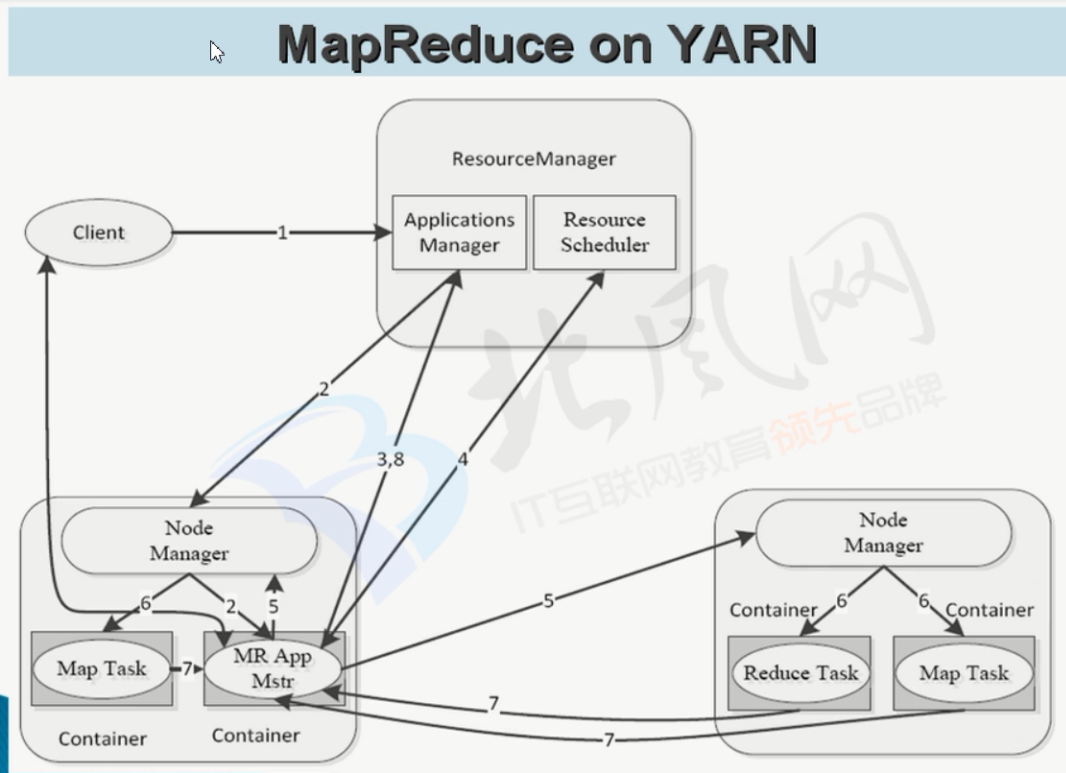 MapReduce on YARN
ResourceManager
Client
1
Applications
Manager
Resource
Scheduler
2
3,8
4
北风网
IT互联网教育领先品牌
Node
Manager
6
2
5
Map Task
7
MR App
Mstr
Container
Container
5
Node
Manager
Container
6
6
Container
Reduce Task
Map Task
7
7